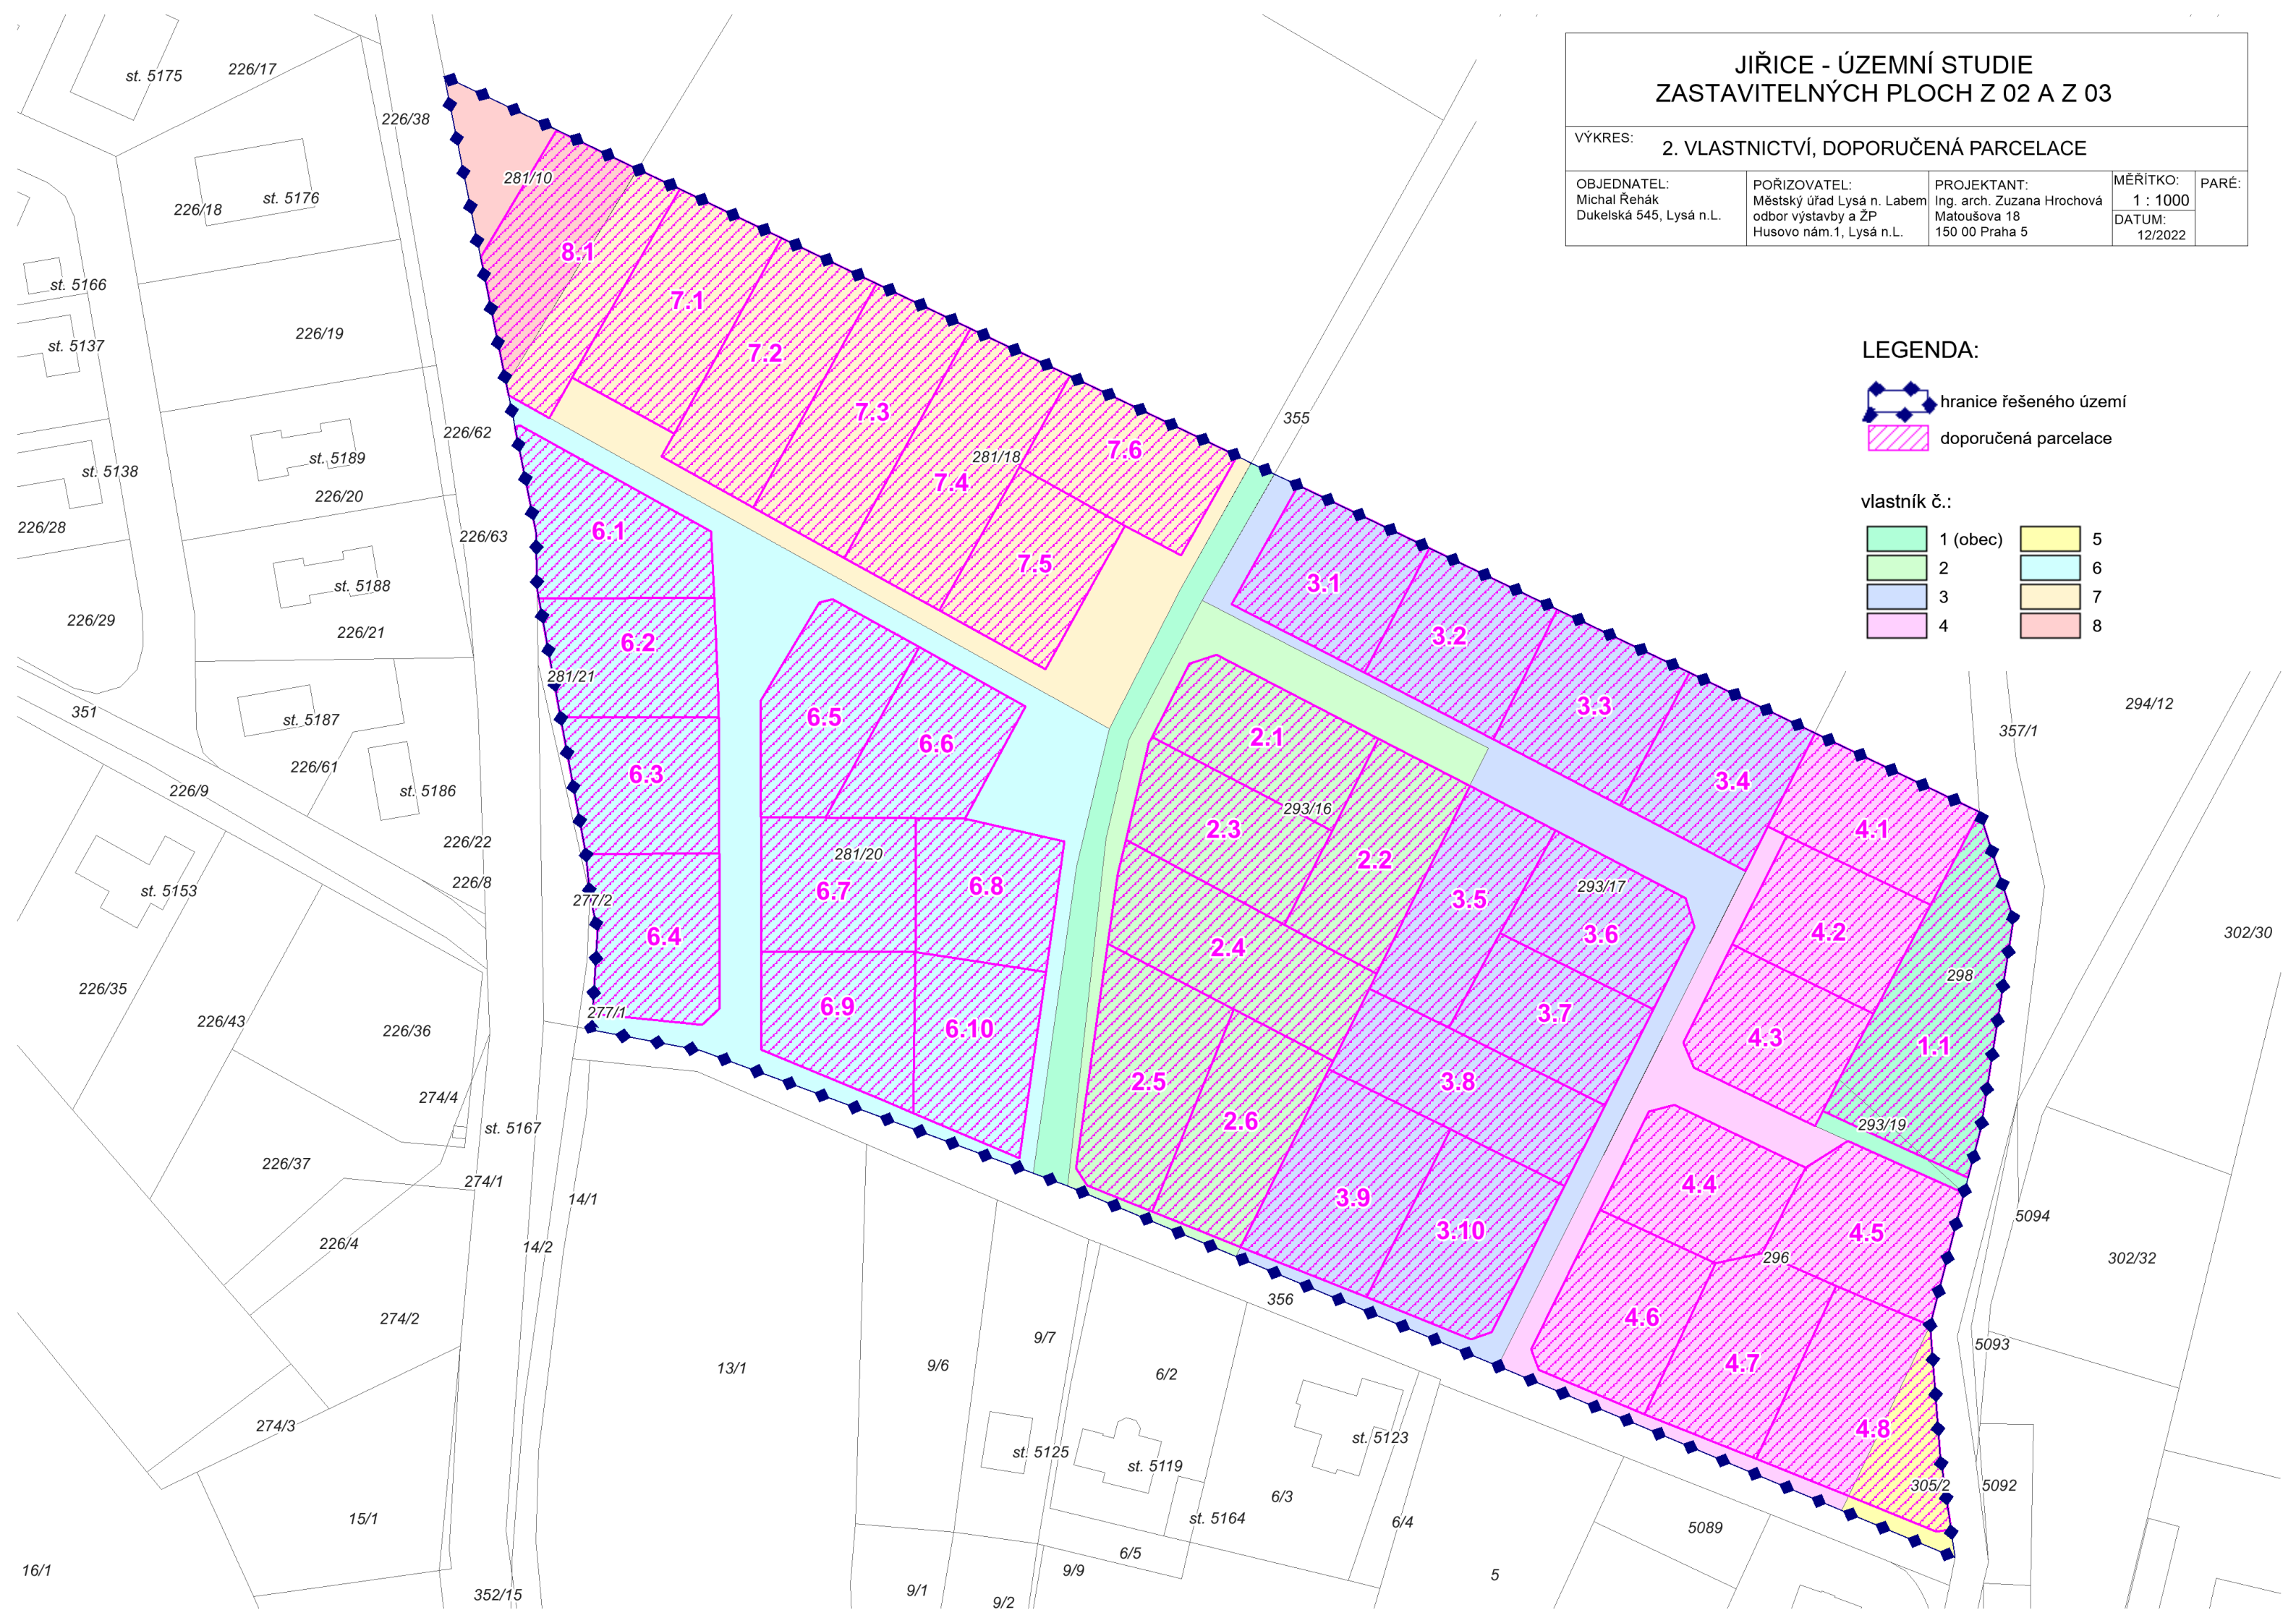 JIŘICE - ÚZEMNÍ STUDIE
ZASTAVITELNÝCH PLOCH Z 02 A Z 03
VÝKRES:
2. VLASTNICTVÍ, DOPORUČENÁ PARCELACE
OBJEDNATEL:
Michal Řehák
Dukelská 545, Lysá n.L.
POŘIZOVATEL:
Městský úřad Lysá n. Labem
odbor výstavby a ŽP
Husovo nám.1, Lysá n.L.
PROJEKTANT:
Ing. arch. Zuzana Hrochová
Matoušova 18
150 00 Praha 5
MĚŘÍTKO:
1 : 1000
DATUM:
12/2022
PARÉ:
LEGENDA:
hranice řešeného území
doporučená parcelace
vlastník č.:
1 (obec)
2
3
4
5
6
7
8
st. 5175
226/17
226/38
281/10
226/18
st. 5176
8.1
st. 5166
7.1
226/19
st. 5137
7.2
7.3
355
226/62
7.6
281/18
st. 5189
st. 5138
7.4
226/20
226/28
6.1
226/63
7.5
3.1
st. 5188
226/29
226/21
6.2
3.2
281/21
3.3
294/12
351
st. 5187
6.5
357/1
2.1
6.6
226/61
6.3
3.4
226/9
st. 5186
293/16
2.3
4.1
226/22
281/20
2.2
226/8
st. 5153
6.7
6.8
293/17
3.5
277/2
4.2
302/30
6.4
2.4
3.6
298
226/35
6.9
277/1
3.7
226/43
226/36
6.10
4.3
1.1
2.5
3.8
274/4
2.6
293/19
st. 5167
226/37
274/1
4.4
14/1
3.9
5094
3.10
4.5
226/4
14/2
296
302/32
356
274/2
4.6
9/7
5093
13/1
9/6
4.7
6/2
274/3
4.8
st. 5123
st. 5125
st. 5119
305/2
5092
6/3
15/1
st. 5164
6/4
5089
6/5
16/1
9/9
5
352/15
9/1
9/2